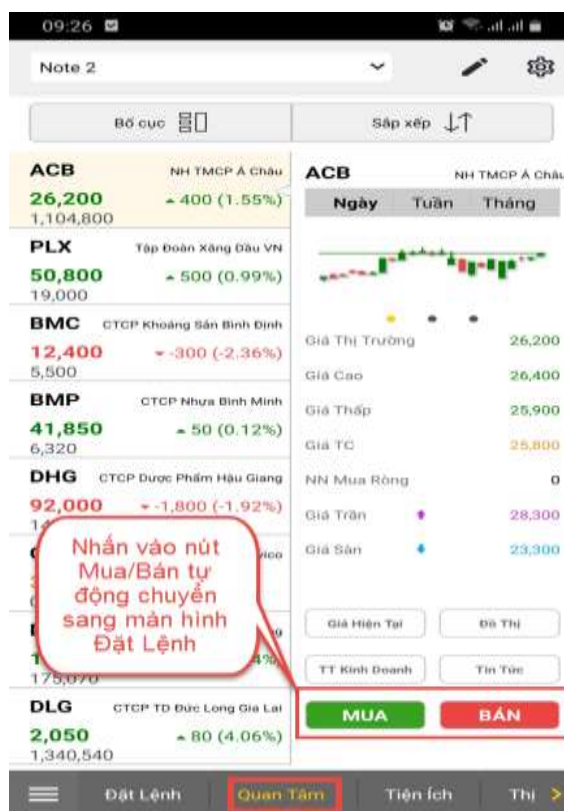 09:26
Note 2
Bố cục
Sắp xếp
ACB
NH TMCP Á Châu
26,200
400 (1.55%)
1,104,800
PLX
Tập Đoàn Xăng Dầu VN
50,800
500 (0.99%)
19,000
BMC
CTCP Khoáng Sản Bình Định
12,400
-300 (-2.36%)
5,500
BMP
CTCP Nhựa Bình Minh
41,850
50 (0.12%)
6,320
DHG
CTCP Dược Phẩm Hậu Giang
92,000
-1,800 (-1.92%)
175,070
DLG
CTCP TĐ Đức Long Gia Lai
2,050
80 (4.06%)
1,340,540
Nhấn vào nút
Mua/Bán tự
động chuyển
sang màn hình
Đặt Lệnh
ACB
NH TMCP Á Châu
Ngày
Tuần
Tháng
Giá Thị Trường
26,200
Giá Cao
26,400
Giá Thấp
25,900
Giá TC
25,800
NN Mua Ròng
0
Giá Trần
28,300
Giá Sàn
23,300
Giá Hiện Tại
Đồ Thị
TT Kinh Doanh
Tin Tức
MUA
BÁN
Đặt Lệnh
Quan Tâm
Tiện Ích
Thị